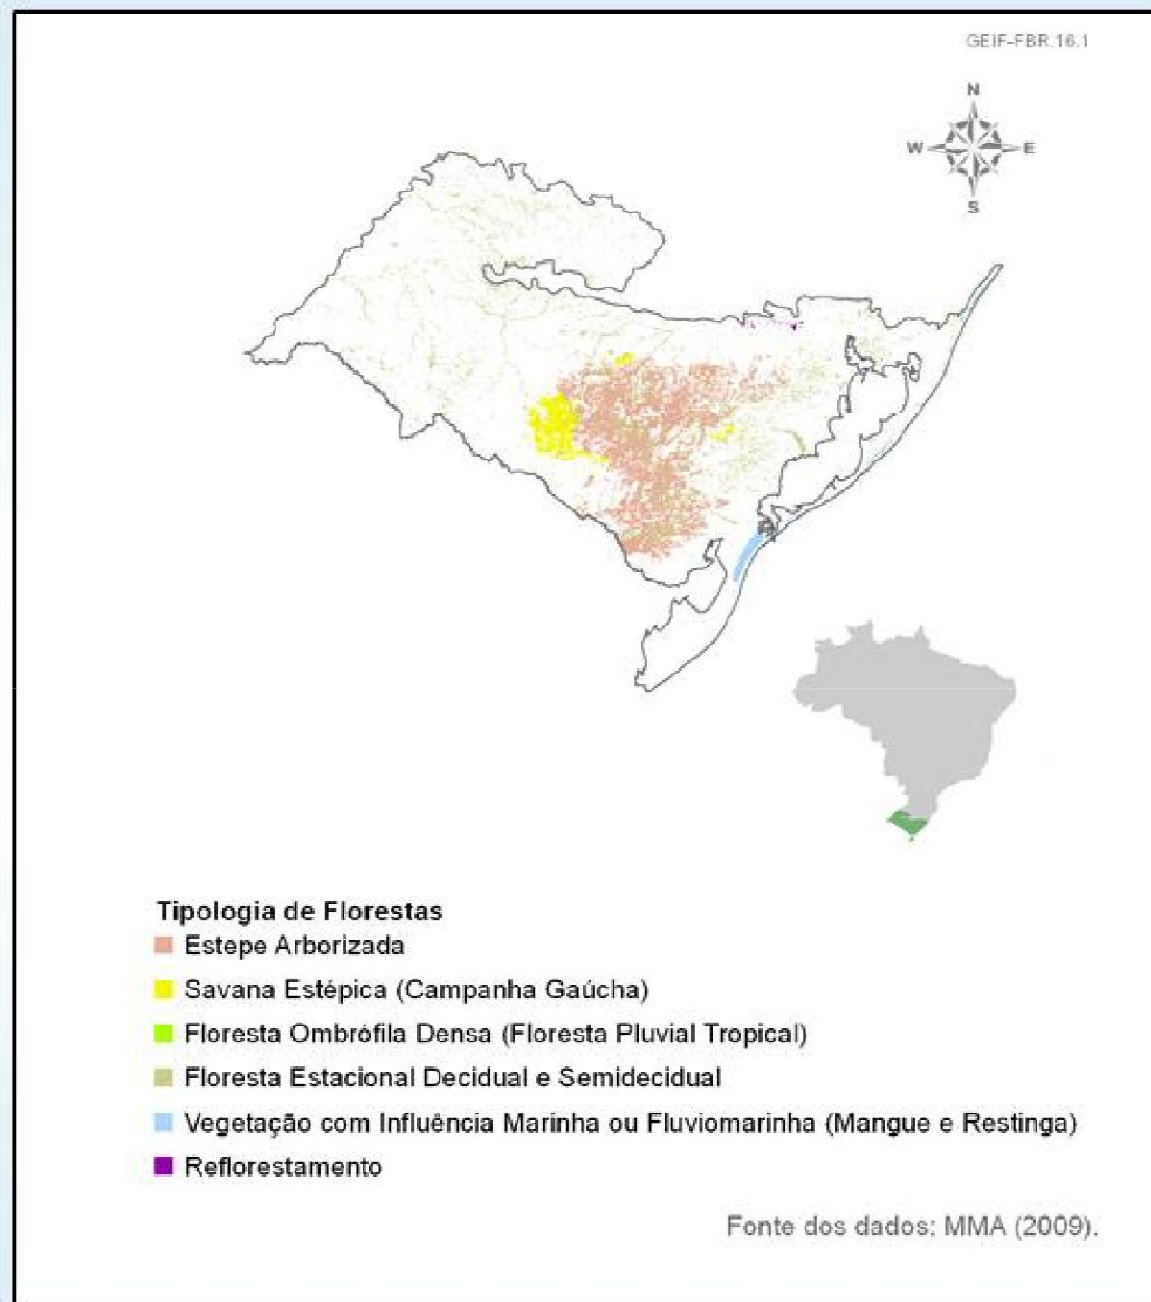 GEIF-FBR.16.1
N
W
E
S
Tipologia de Florestas
Estepe Arborizada
Savana Estépica (Campanha Gaúcha)
Floresta Ombrófila Densa (Floresta Pluvial Tropical)
Floresta Estacional Decidual e Semidecidual
Vegetação com Influência Marinha ou Fluviomarinha (Mangue e Restinga)
Reflorestamento
Fonte dos dados: MMA (2009).